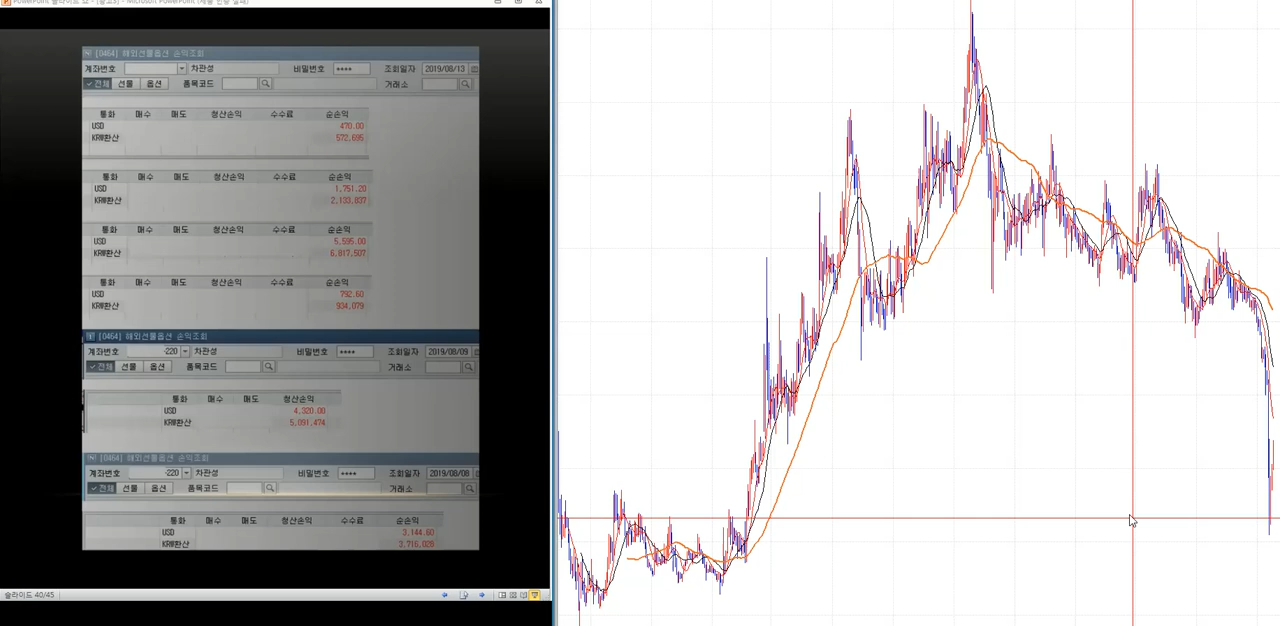 PowerPoint 슬라이드 쇼 - [광고3] - Microsoft PowerPoint (제품 인증 실패)
[0464] 해외선물옵션 손익조회
계좌번호 차관성 비밀번호 **** 조회일자 2019/08/13
전체 선물 옵션 품목코드 거래소
통화 매수 매도 청산손익 수수료 순손익
USD 470.00
KRW환산 572,695
통화 매수 매도 청산손익 수수료 순손익
USD 1,751.20
KRW환산 2,133,837
통화 매수 매도 청산손익 수수료 순손익
USD 5,595.00
KRW환산 6,817,507
통화 매수 매도 청산손익 수수료 순손익
USD 792.60
KRW환산 934,079
[0464] 해외선물옵션 손익조회
계좌번호 -220 차관성 비밀번호 **** 조회일자 2019/08/09
전체 선물 옵션 품목코드 거래소
통화 매수 매도 청산손익
USD 4,320.00
KRW환산 5,091,474
[0464] 해외선물옵션 손익조회
계좌번호 -220 차관성 비밀번호 **** 조회일자 2019/08/08
전체 선물 옵션 품목코드 거래소
통화 매수 매도 청산손익 수수료 순손익
USD 3,144.60
KRW환산 3,716,028
슬라이드 40/45